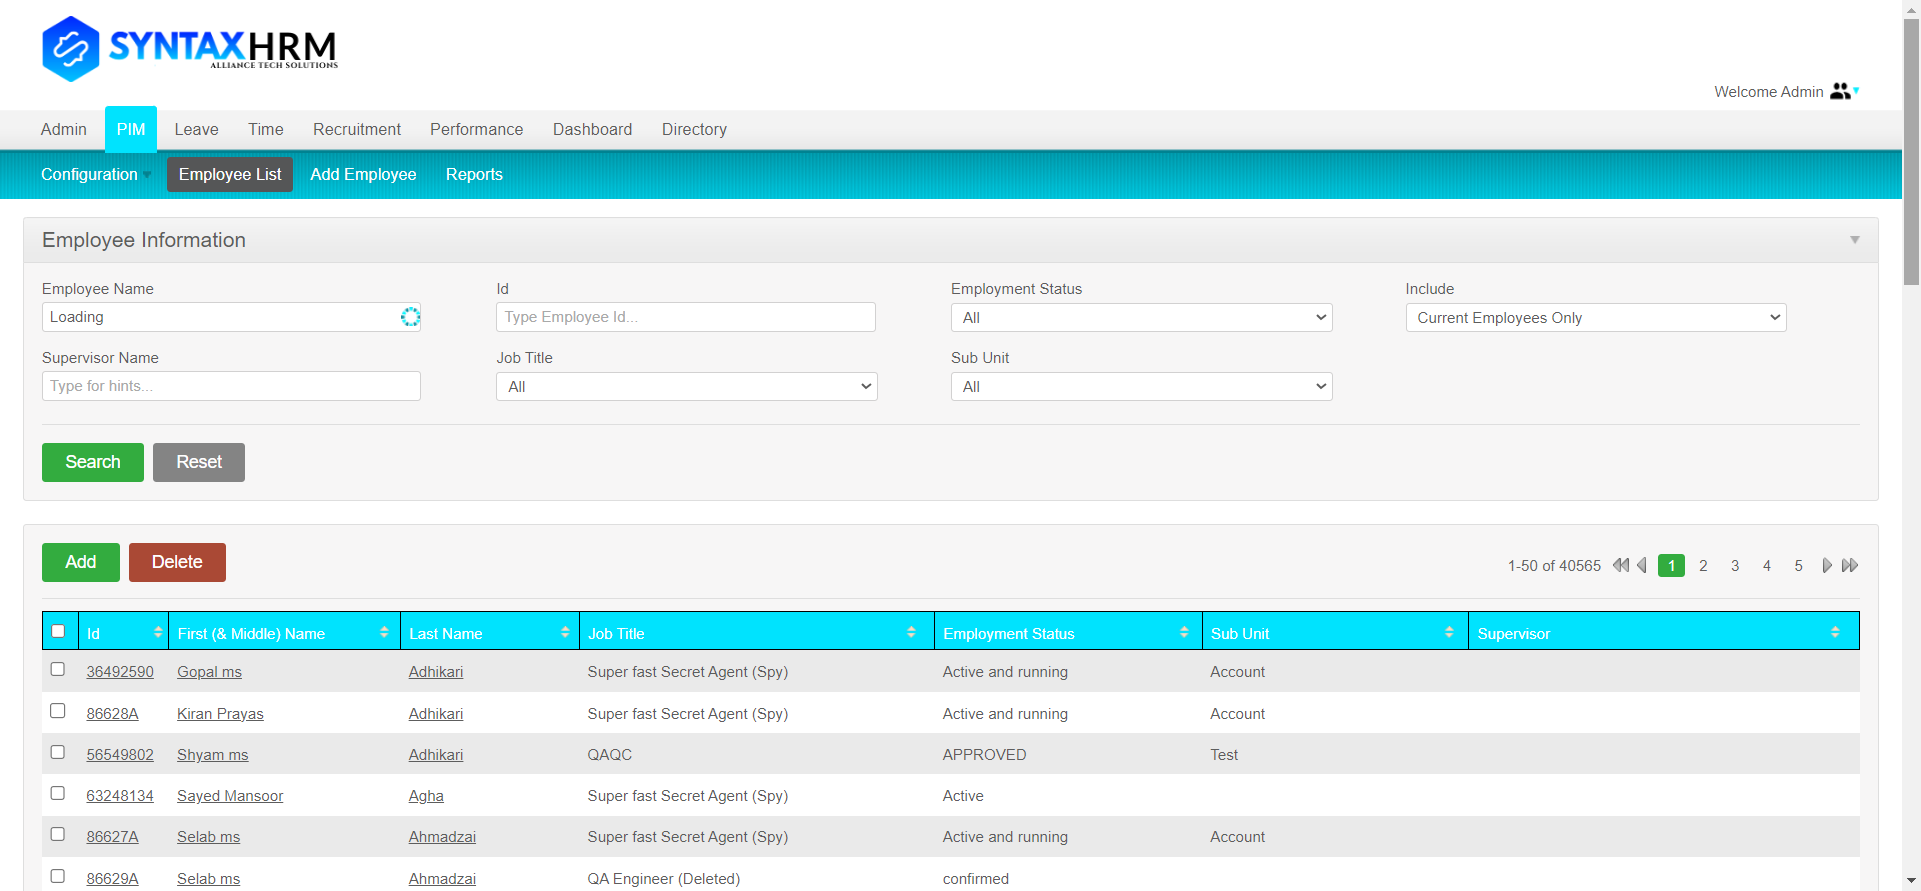 SYNTAXHRM
ALLIANCE TECH SOLUTIONS
Welcome Admin
Admin PIM Leave Time Recruitment Performance Dashboard Directory
Configuration Employee List Add Employee Reports
Employee Information
Employee Name Id Employment Status Include
Loading Type Employee Id... All Current Employees Only
Supervisor Name Job Title Sub Unit
Type for hints... All All
Search Reset
Add Delete
1-50 of 40565 1 2 3 4 5
Id First (& Middle) Name Last Name Job Title Employment Status Sub Unit Supervisor
36492590 Gopal ms Adhikari Super fast Secret Agent (Spy) Active and running Account
86628A Kiran Prayas Adhikari Super fast Secret Agent (Spy) Active and running Account
56549802 Shyam ms Adhikari QAQC APPROVED Test
63248134 Sayed Mansoor Agha Super fast Secret Agent (Spy) Active
86627A Selab ms Ahmadzai Super fast Secret Agent (Spy) Active and running Account
86629A Selab ms Ahmadzai QA Engineer (Deleted) confirmed